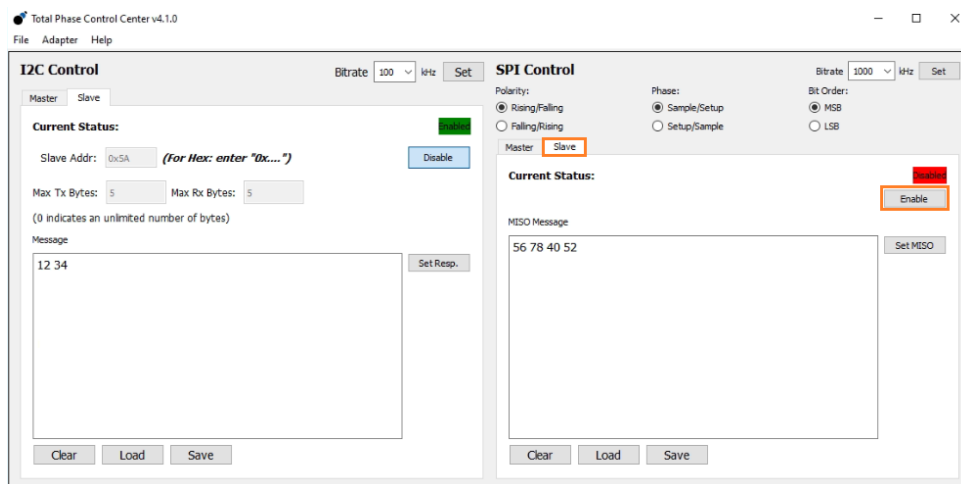 Total Phase Control Center v4.1.0
File Adapter Help
I2C Control
Bitrate 100 kHz Set
Master Slave
Current Status: Enabled
Slave Addr: 0x5A (For Hex: enter "0x....") Disable
Max Tx Bytes: 5 Max Rx Bytes: 5
(0 indicates an unlimited number of bytes)
Message
12 34
Set Resp.
Clear Load Save
SPI Control
Bitrate 1000 kHz Set
Polarity: Phase: Bit Order:
Rising/Falling Sample/Setup MSB
Falling/Rising Setup/Sample LSB
Master Slave
Current Status: Disabled
Enable
MISO Message
56 78 40 52
Set MISO
Clear Load Save